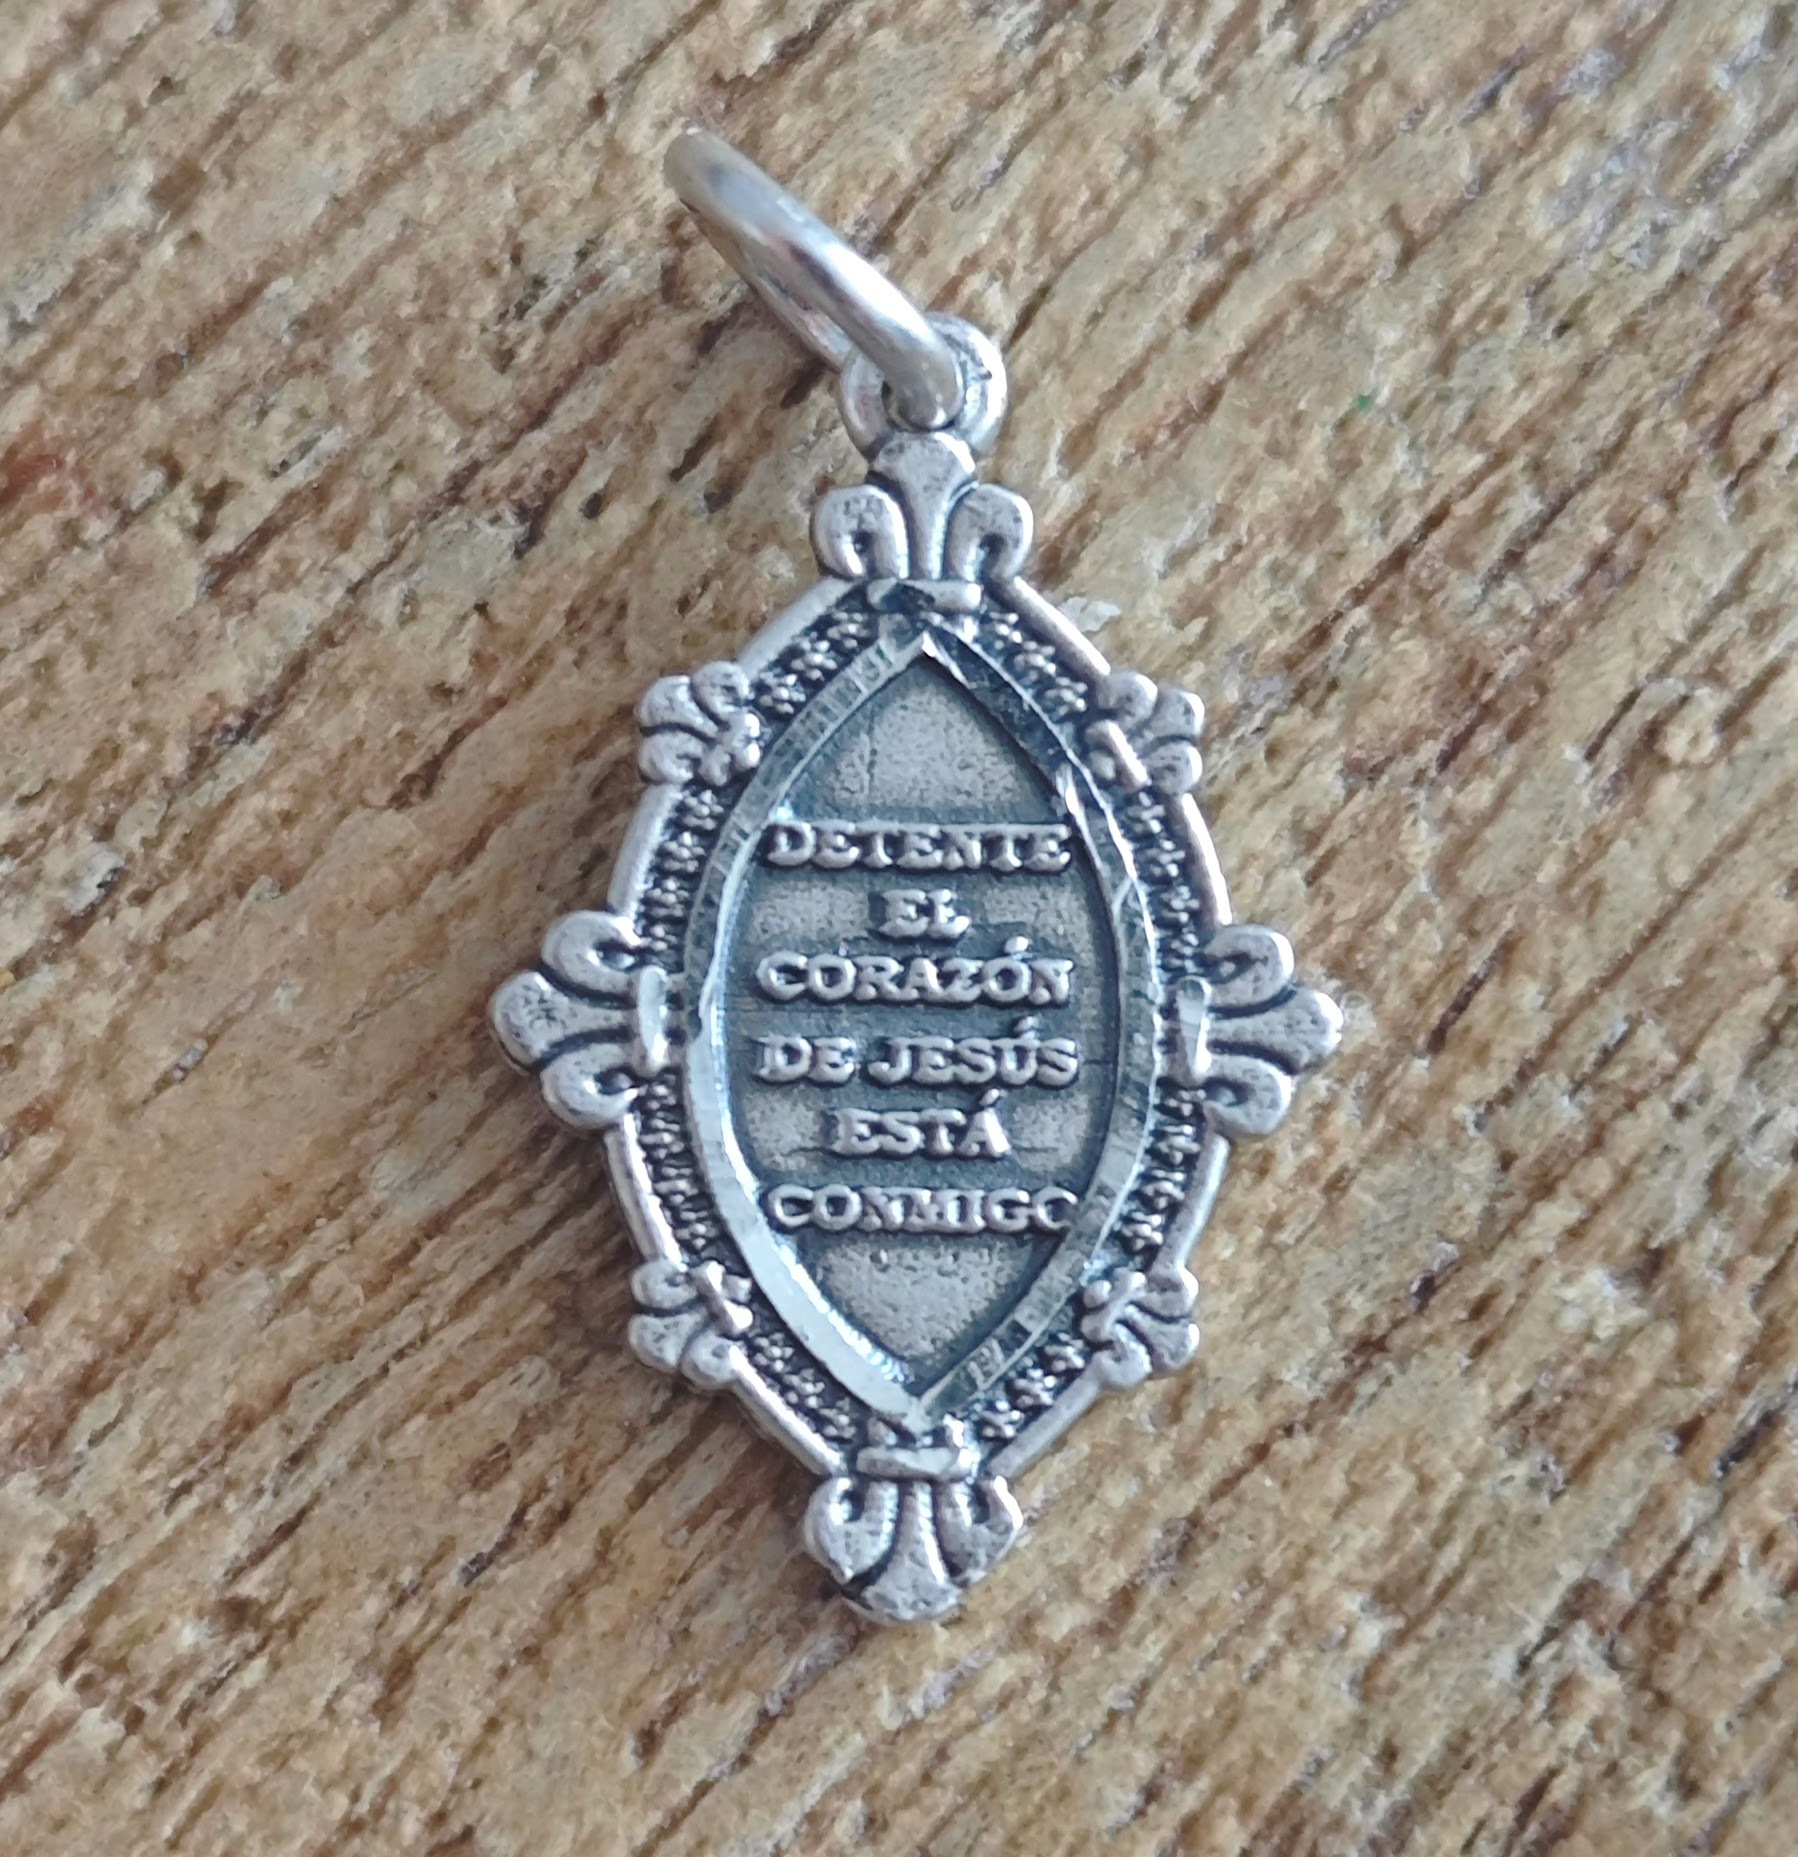 DETENTE
EL
CORAZÓN
DE JESÚS
ESTÁ
CONMIGO